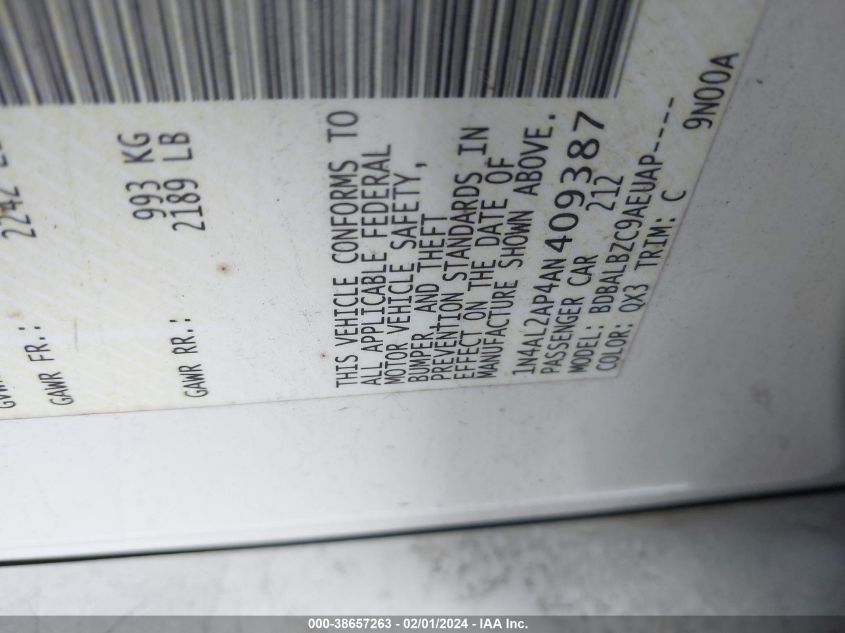 GAWR FR.:
993 KG
GAWR RR.: 2189 LB
THIS VEHICLE CONFORMS TO
ALL APPLICABLE FEDERAL
MOTOR VEHICLE SAFETY,
BUMPER, AND THEFT
PREVENTION STANDARDS IN
EFFECT ON THE DATE OF
MANUFACTURE SHOWN ABOVE.
1N4AL2AP4AN409387
PASSENGER CAR 212
MODEL: BDBALBZC9AEUAP-----
COLOR: QX3 TRIM: C
9N00A
000-38657263 - 02/01/2024 - IAA Inc.